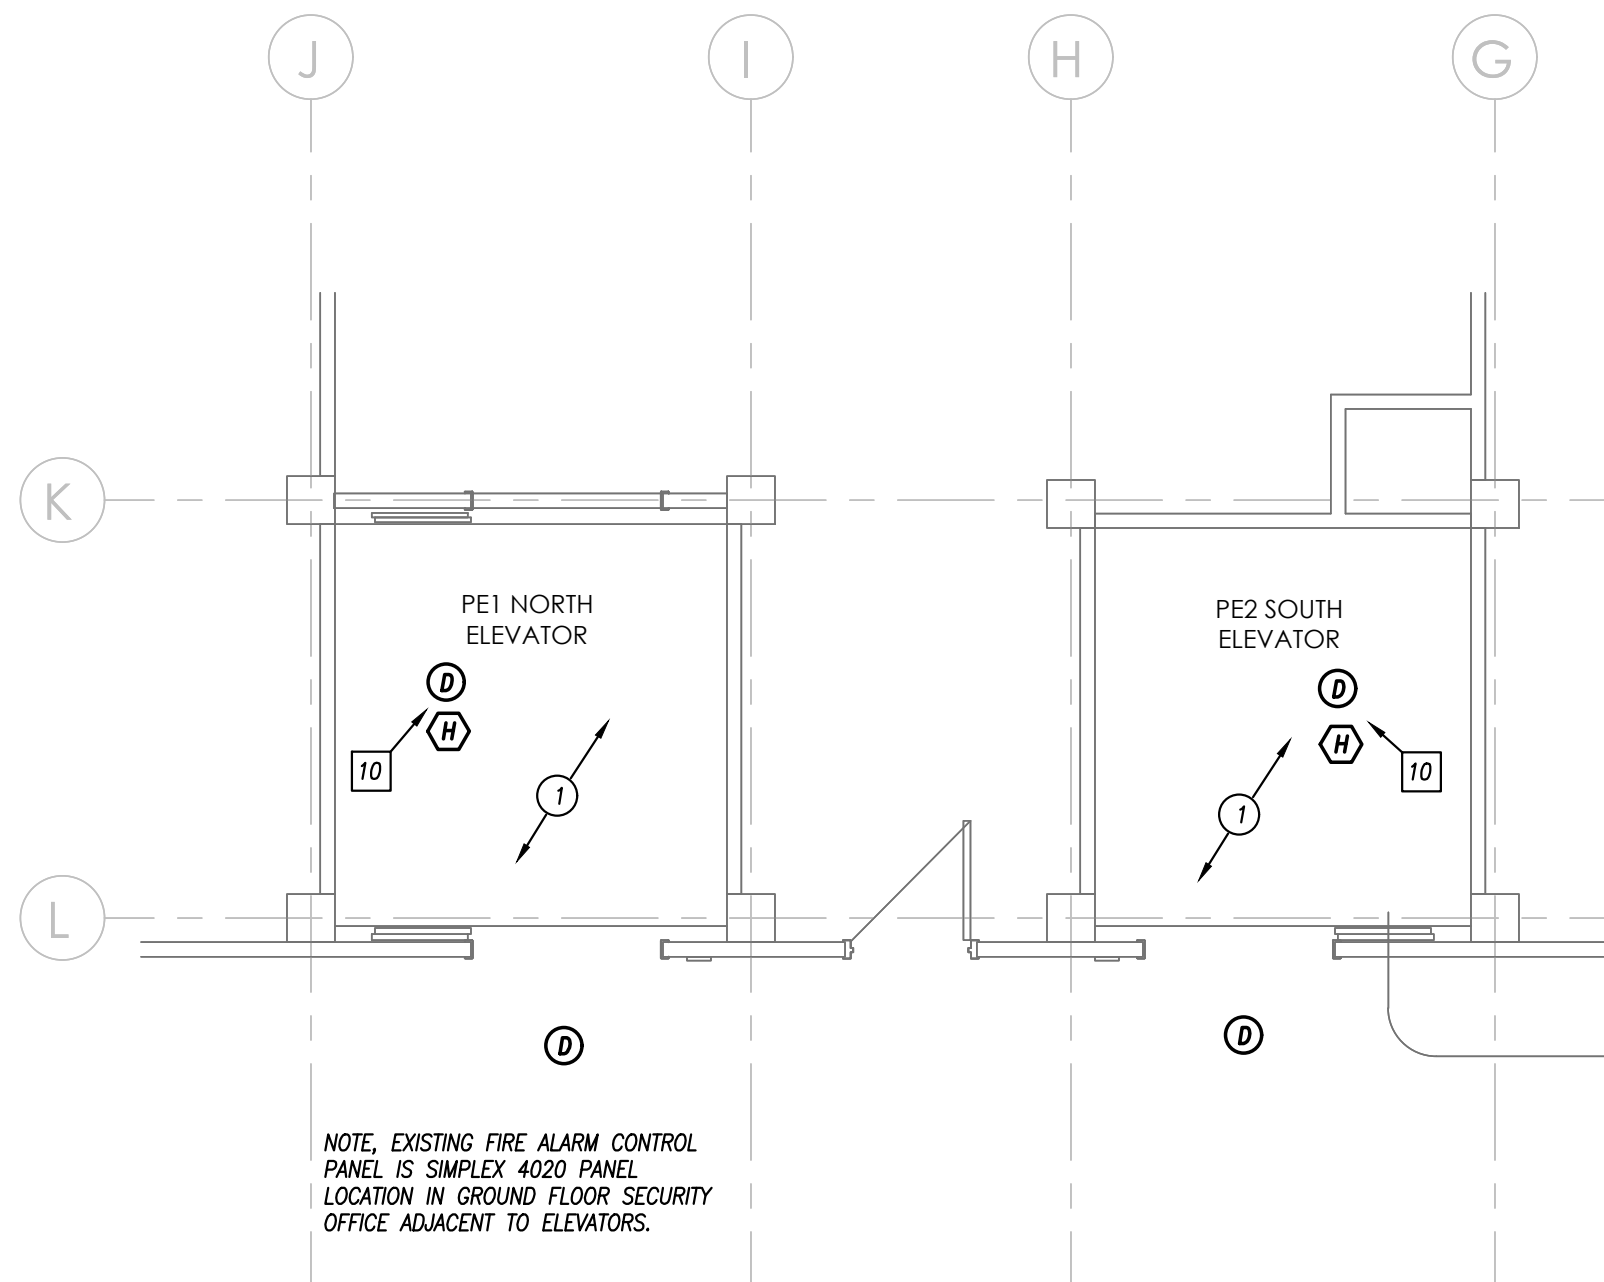 J
I
H
G
K
PE1 NORTH
ELEVATOR
PE2 SOUTH
ELEVATOR
D
D
H
H
10
10
1
1
L
D
D
NOTE, EXISTING FIRE ALARM CONTROL
PANEL IS SIMPLEX 4020 PANEL
LOCATION IN GROUND FLOOR SECURITY
OFFICE ADJACENT TO ELEVATORS.